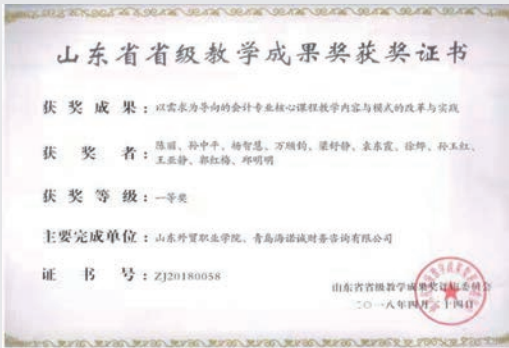 山东省省级教学成果奖获奖证书
获奖成果：以需求为导向的会计专业核心课程教学内容与模式的改革与实践
获奖者：陈丽、孙中平、杨智慧、万顺钧、梁舒静、袁东霞、徐烨、孙玉红、
王亚静、郭红梅、邱明明
获奖等级：一等奖
主要完成单位：山东外贸职业学院、青岛海诺诚财务咨询有限公司
证书号：ZJ20180058
山东省省级教学成果奖评审委员会
二〇一八年四月二十四日